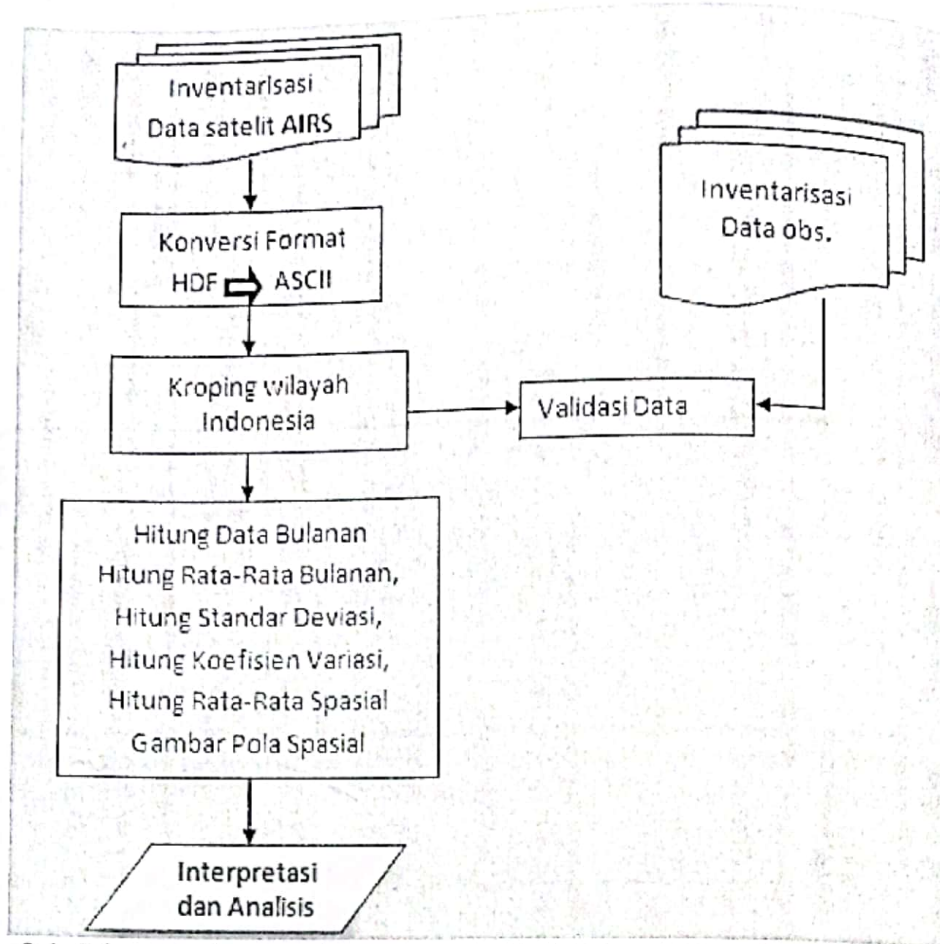 Inventarisasi
Data satelit AIRS
Inventarisasi
Data obs.
Konversi Format
HDF ASCII
Kroping wilayah
Indonesia
Validasi Data
Hitung Data Bulanan
Hitung Rata-Rata Bulanan,
Hitung Standar Deviasi,
Hitung Koefisien Variasi,
Hitung Rata-Rata Spasial
Gambar Pola Spasial
Interpretasi
dan Analisis